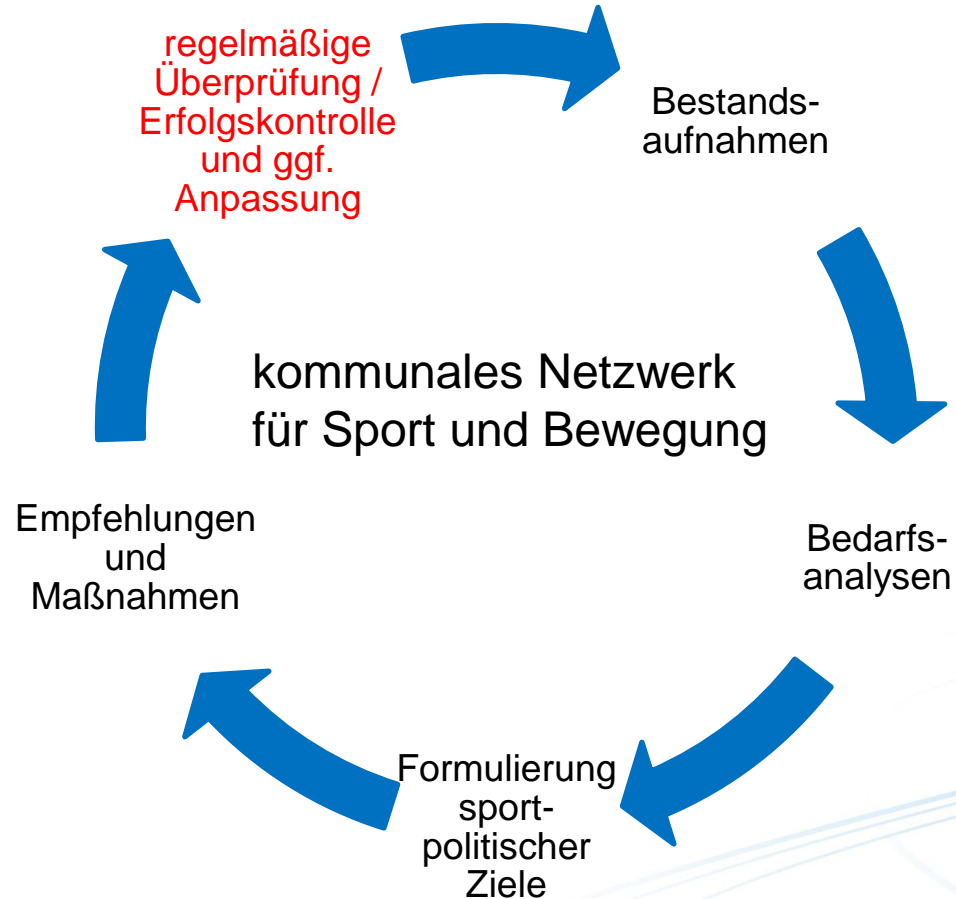 regelmäßige
Überprüfung /
Erfolgskontrolle
und ggf.
Anpassung
Bestands-
aufnahmen
kommunales Netzwerk
für Sport und Bewegung
Empfehlungen
und
Maßnahmen
Bedarfs-
analysen
Formulierung
sport-
politischer
Ziele